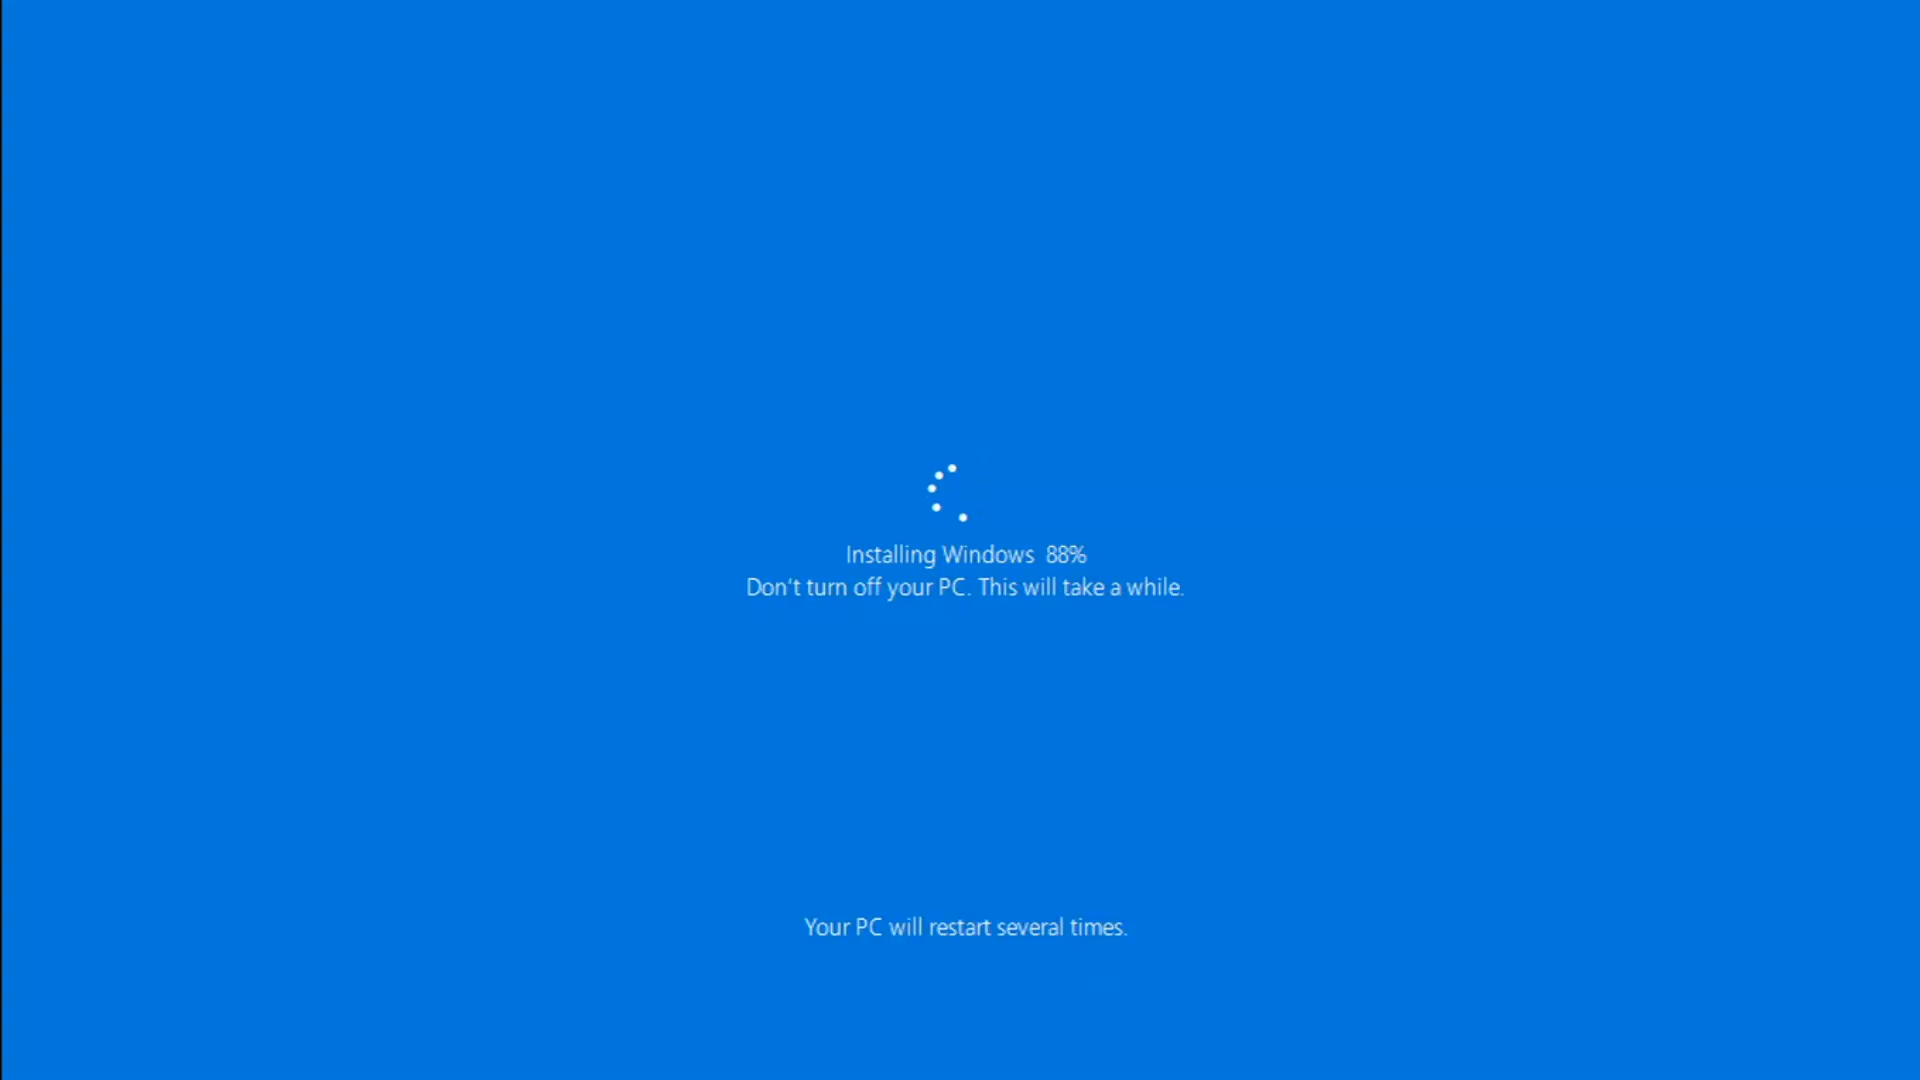 Installing Windows  88%
Don't turn off your PC. This will take a while.
Your PC will restart several times.